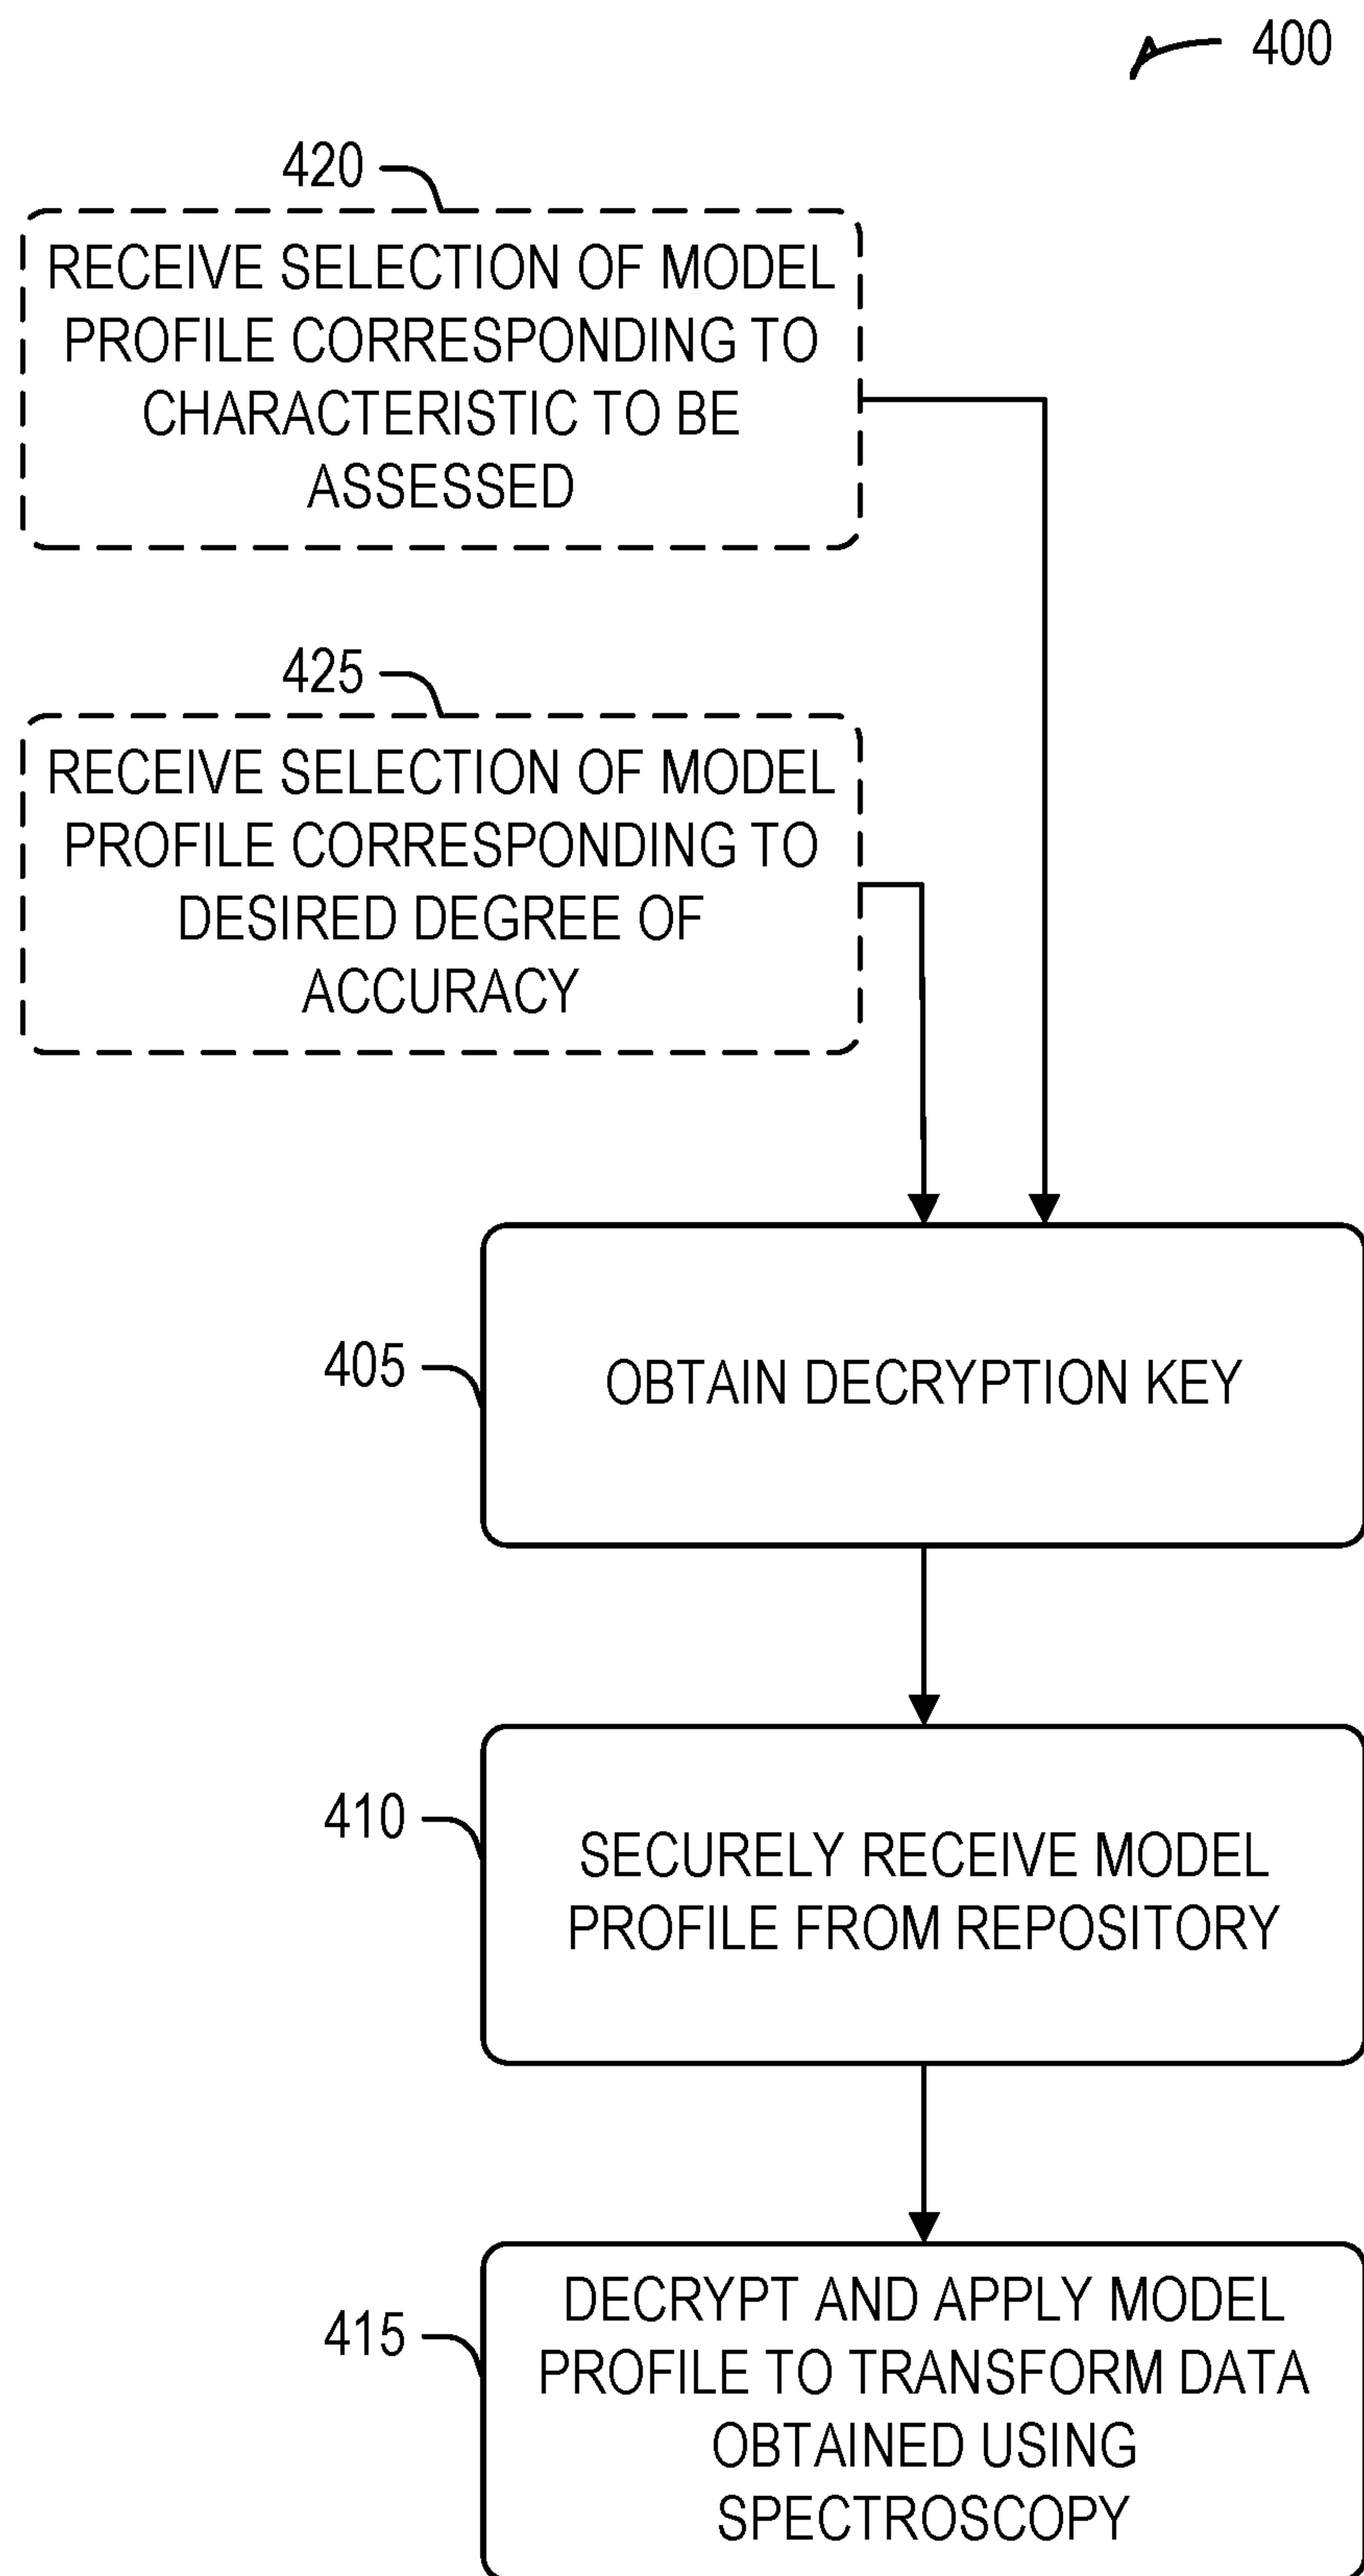 400
420
RECEIVE SELECTION OF MODEL
PROFILE CORRESPONDING TO
CHARACTERISTIC TO BE
ASSESSED
425
RECEIVE SELECTION OF MODEL
PROFILE CORRESPONDING TO
DESIRED DEGREE OF
ACCURACY
405
OBTAIN DECRYPTION KEY
410
SECURELY RECEIVE MODEL
PROFILE FROM REPOSITORY
415
DECRYPT AND APPLY MODEL
PROFILE TO TRANSFORM DATA
OBTAINED USING
SPECTROSCOPY